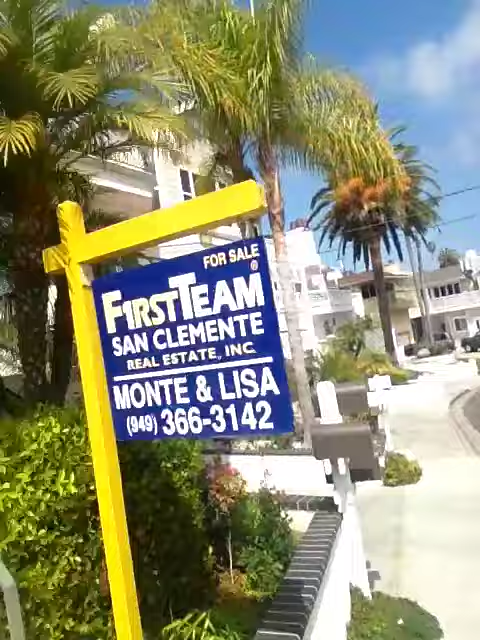 FOR SALE
FIRSTTEAM®
SAN CLEMENTE
REAL ESTATE, INC.
MONTE & LISA
(949) 366-3142